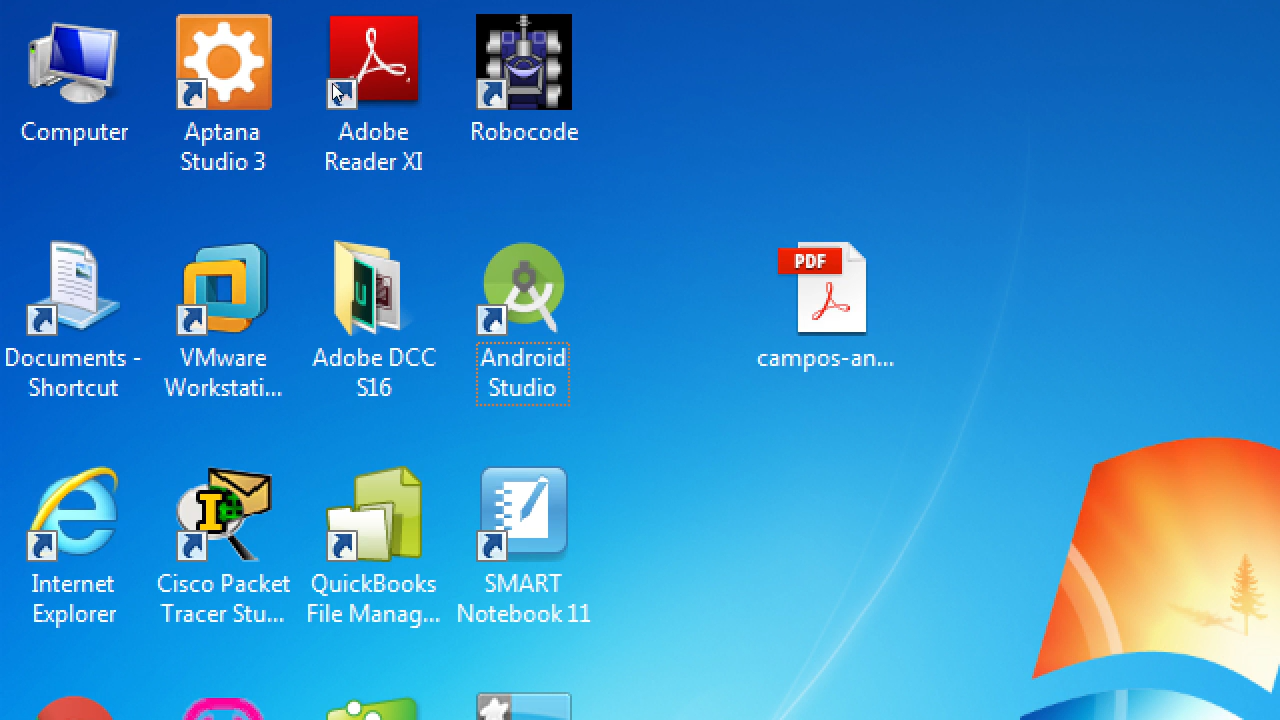 Computer
Aptana
Studio 3
Adobe
Reader XI
Robocode
Documents -
Shortcut
VMware
Workstati...
Adobe DCC
S16
Android
Studio
PDF
campos-an...
Internet
Explorer
Cisco Packet
Tracer Stu...
QuickBooks
File Manag...
SMART
Notebook 11